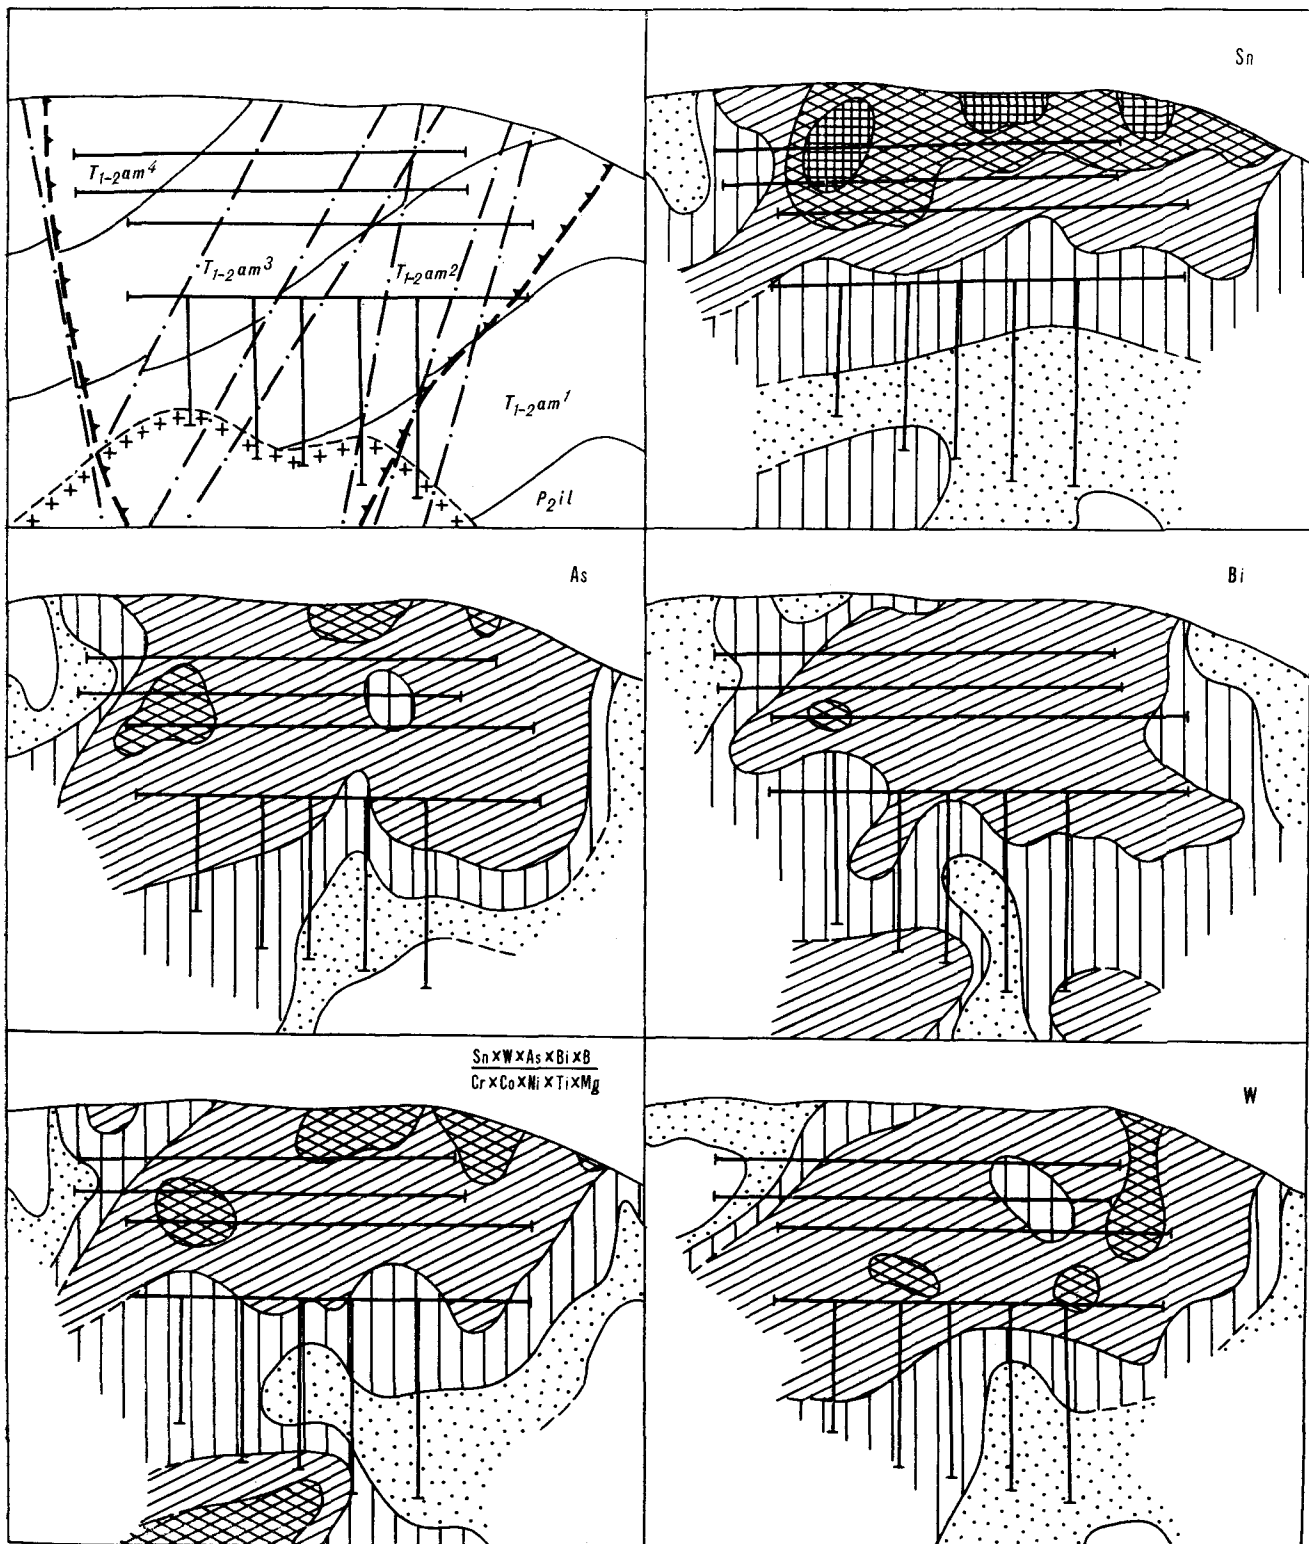 Sn
T₁₋₂am⁴
T₁₋₂am³
T₁₋₂am²
T₁₋₂am¹
P₂il
As
Bi
Sn×W×As×Bi×B
Cr×Co×Ni×Ti×Mg
W